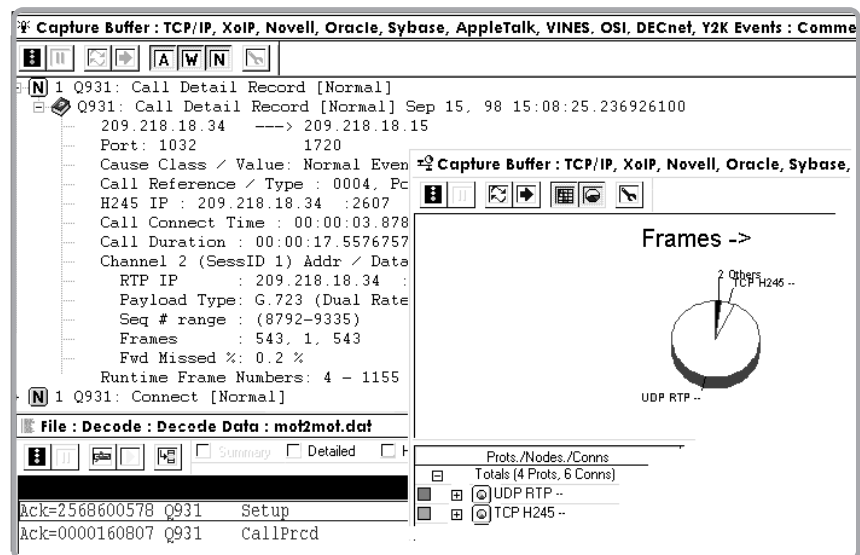 Capture Buffer : TCP/IP, XoIP, Novell, Oracle, Sybase, AppleTalk, VINES, OSI, DECnet, Y2K Events : Comme
A W N
N 1 Q931: Call Detail Record [Normal]
Q931: Call Detail Record [Normal] Sep 15, 98 15:08:25.236926100
209.218.18.34 ---> 209.218.18.15
Port: 1032 1720
Cause Class / Value: Normal Even
Call Reference / Type : 0004, Pc
H245 IP : 209.218.18.34 :2607
Call Connect Time : 00:00:03.878
Call Duration : 00:00:17.5576757
Channel 2 (SessID 1) Addr / Data
RTP IP : 209.218.18.34 :
Payload Type: G.723 (Dual Rate
Seq # range : (8792-9335)
Frames : 543, 1, 543
Fwd Missed %: 0.2 %
Runtime Frame Numbers: 4 - 1155
N 1 Q931: Connect [Normal]
File : Decode : Decode Data : mot2mot.dat
Summary Detailed H
Ack=2568600578 Q931 Setup
Ack=0000160807 Q931 CallPrcd
Capture Buffer : TCP/IP, XoIP, Novell, Oracle, Sybase,
Frames ->
2 Others
TCP H245 --
UDP RTP --
Prots./Nodes./Conns
Totals (4 Prots, 6 Conns)
UDP RTP --
TCP H245 --